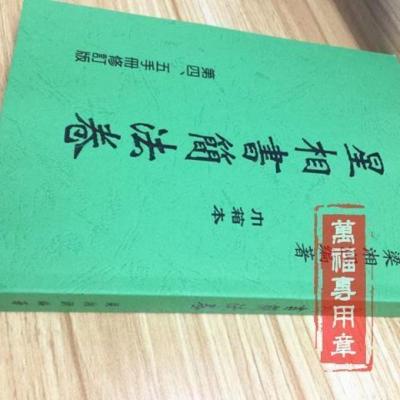 第四、五手冊修訂版
星相書簡法卷
巾箱本
梁湘
編著
萬福專用章